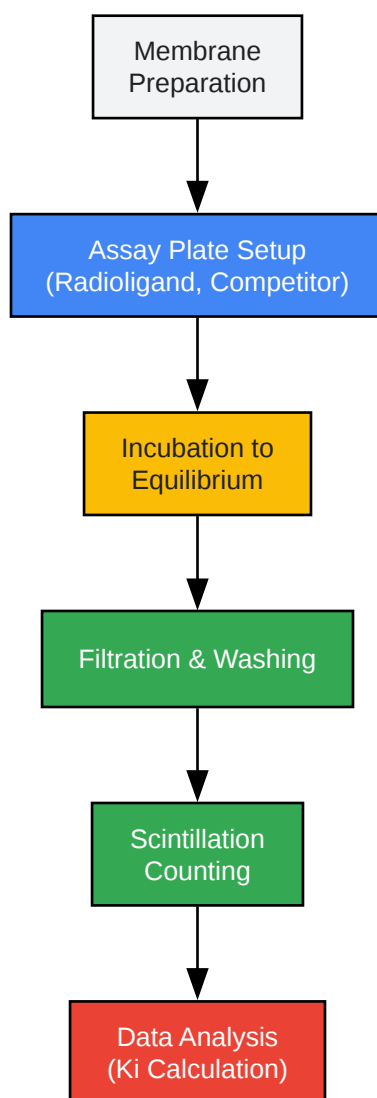 Membrane
Preparation
Assay Plate Setup
(Radioligand, Competitor)
Incubation to
Equilibrium
Filtration & Washing
Scintillation
Counting
Data Analysis
(Ki Calculation)